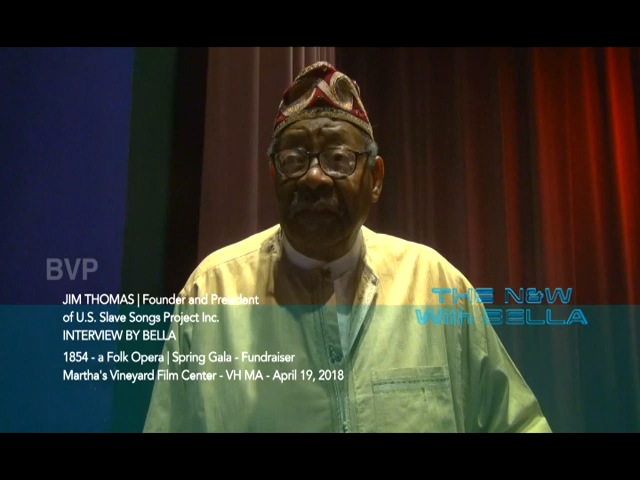 BVP
JIM THOMAS | Founder and President
of U.S. Slave Songs Project Inc.
INTERVIEW BY BELLA
1854 - a Folk Opera | Spring Gala - Fundraiser
Martha's Vineyard Film Center - VH MA - April 19, 2018
THE N&W
With BELLA